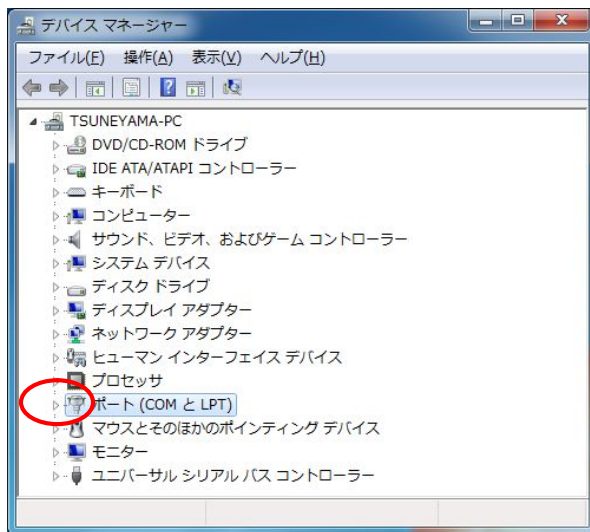 デバイス マネージャー
ファイル(F) 操作(A) 表示(V) ヘルプ(H)
TSUNEYAMA-PC
DVD/CD-ROM ドライブ
IDE ATA/ATAPI コントローラー
キーボード
コンピューター
サウンド、ビデオ、およびゲーム コントローラー
システム デバイス
ディスク ドライブ
ディスプレイ アダプター
ネットワーク アダプター
ヒューマン インターフェイス デバイス
プロセッサ
ポート (COM と LPT)
マウスとそのほかのポインティング デバイス
モニター
ユニバーサル シリアル バス コントローラー